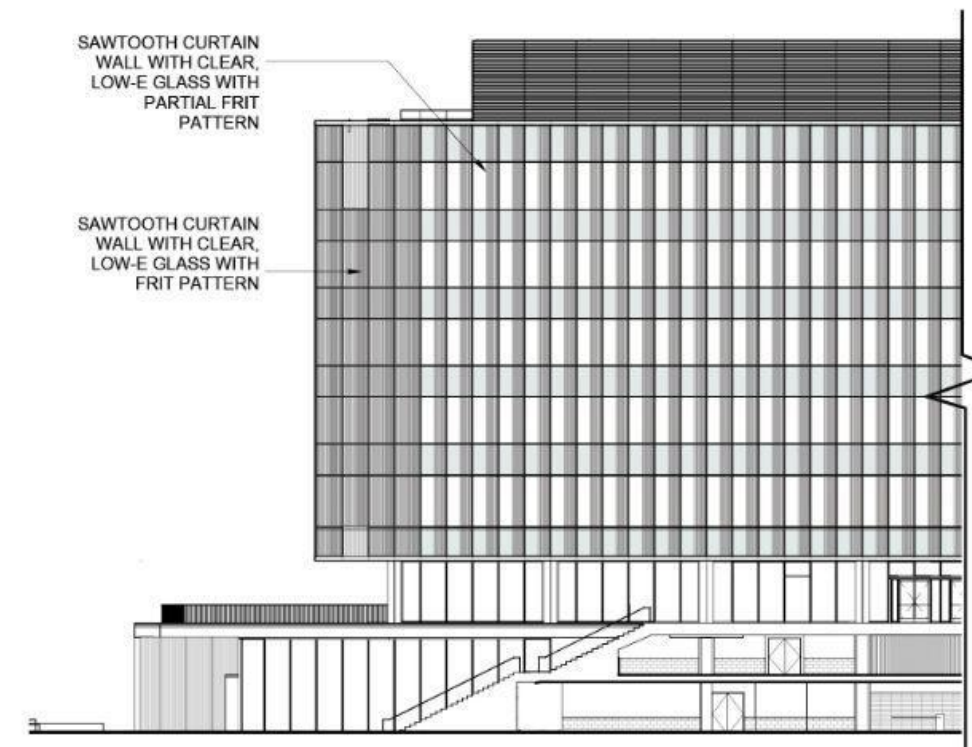 SAWTOOTH CURTAIN
WALL WITH CLEAR,
LOW-E GLASS WITH
PARTIAL FRIT
PATTERN
SAWTOOTH CURTAIN
WALL WITH CLEAR,
LOW-E GLASS WITH
FRIT PATTERN